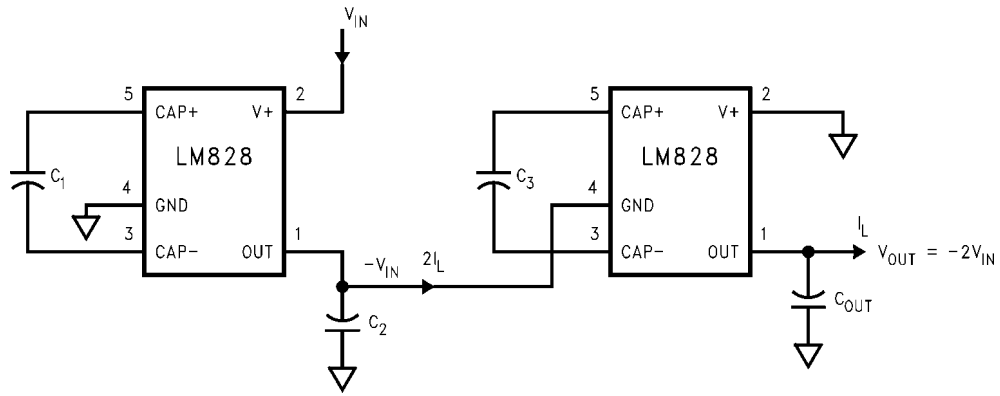 V_IN
5
CAP+
2
V+
LM828
C_1
4
GND
3
CAP-
1
OUT
-V_IN
2I_L
C_2
5
CAP+
2
V+
LM828
C_3
4
GND
3
CAP-
1
OUT
I_L
V_OUT = -2V_IN
C_OUT